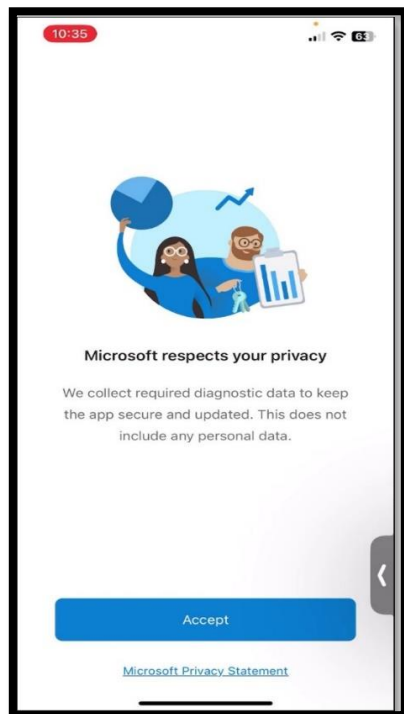 10:35
63
Microsoft respects your privacy
We collect required diagnostic data to keep
the app secure and updated. This does not
include any personal data.
Accept
Microsoft Privacy Statement